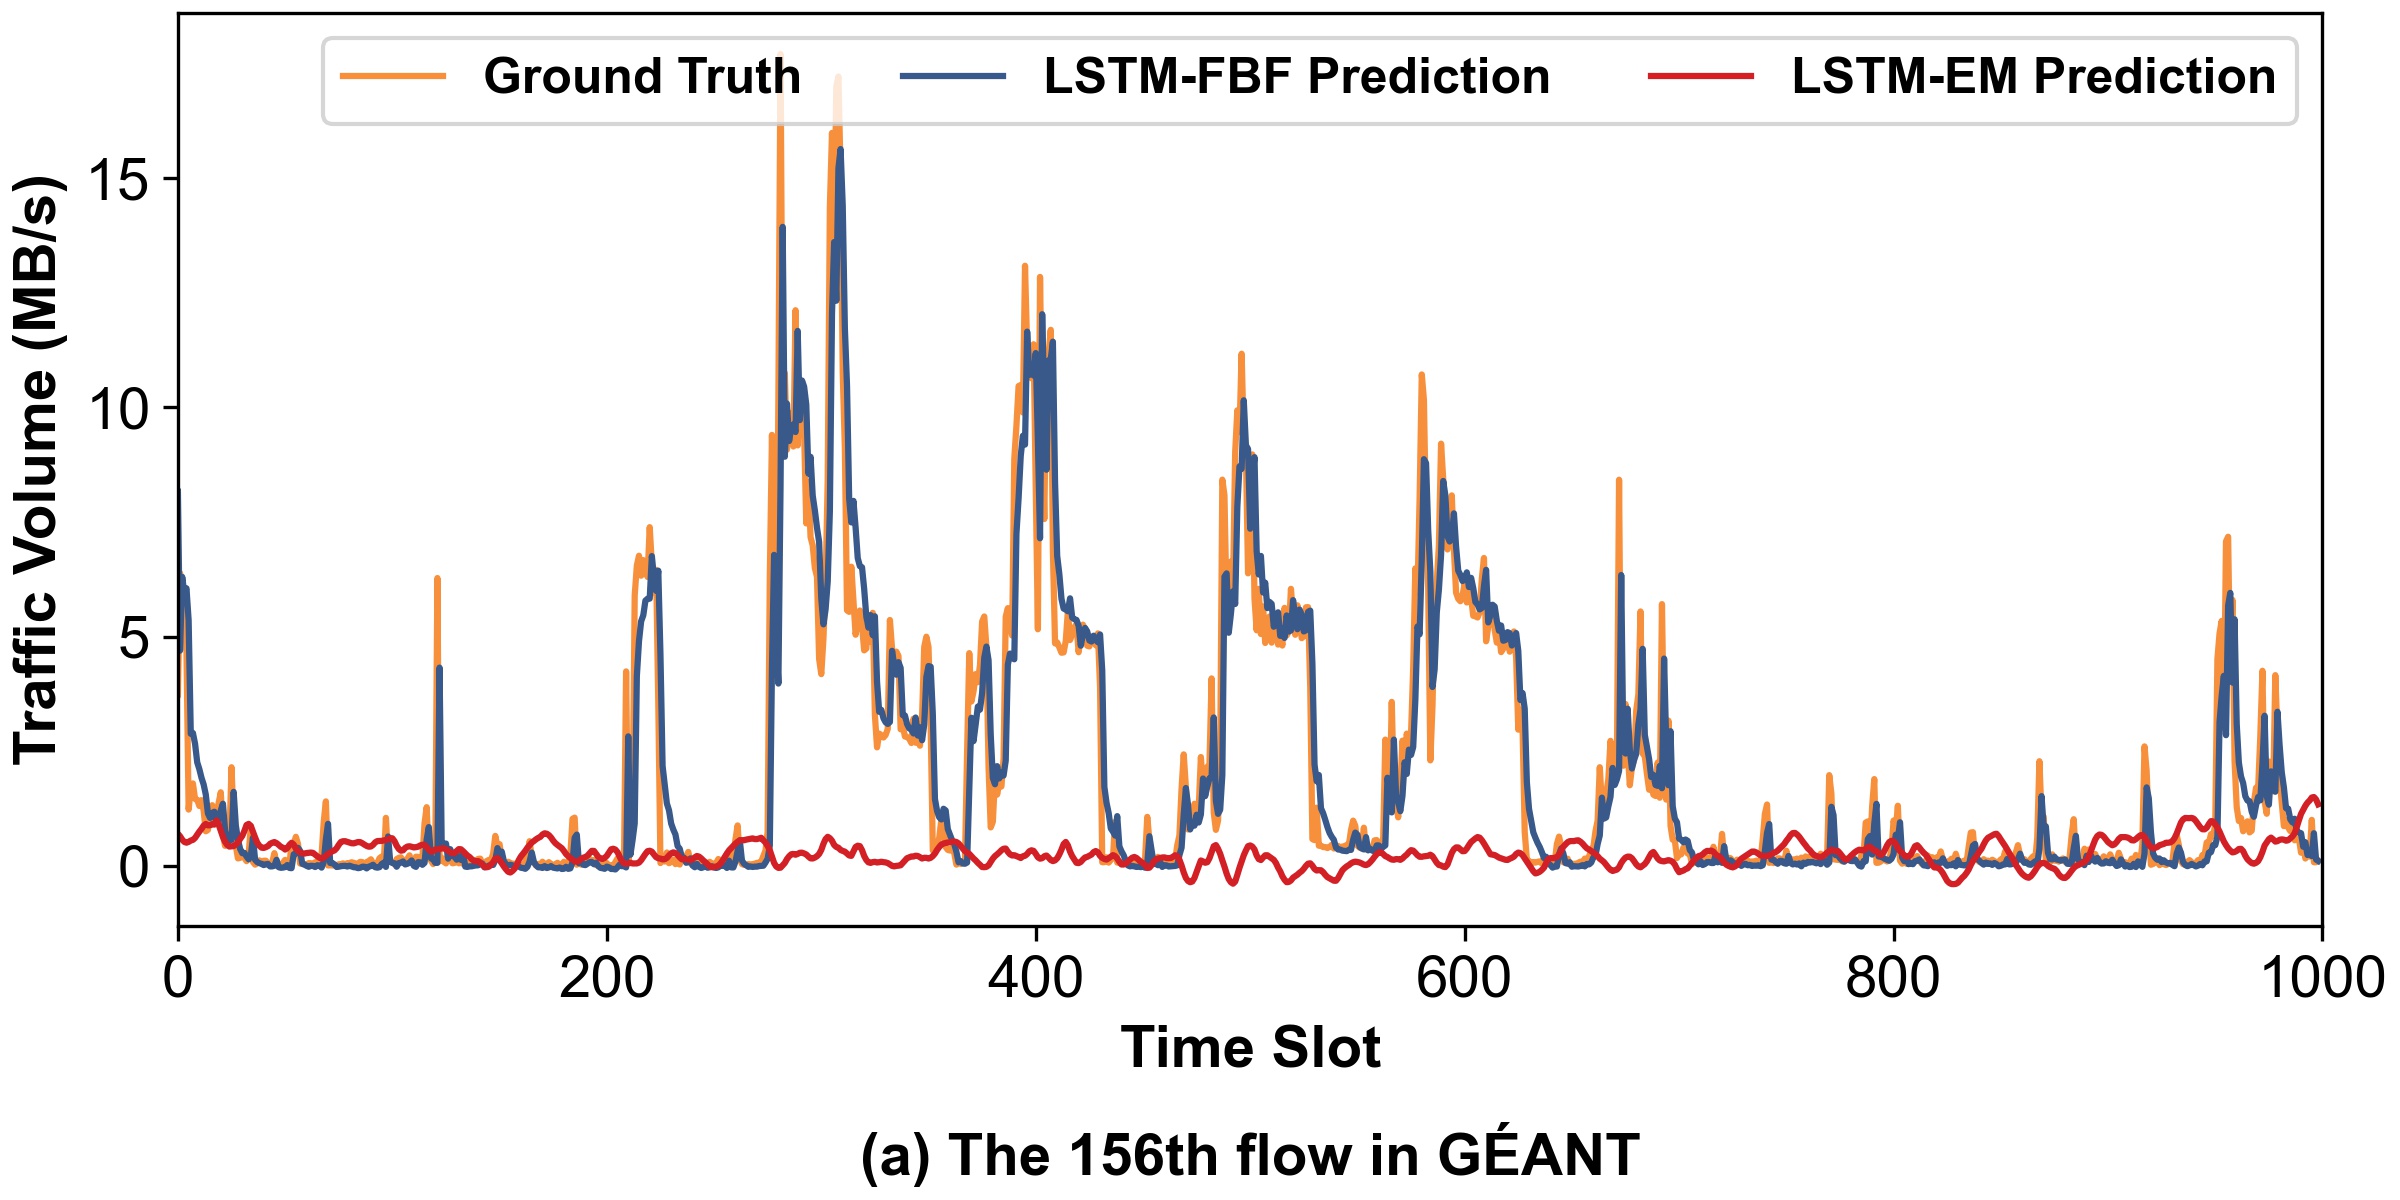 Ground Truth LSTM-FBF Prediction LSTM-EM Prediction
Traffic Volume (MB/s)
15
10
5
0
0 200 400 600 800 1000
Time Slot
(a) The 156th flow in GÉANT